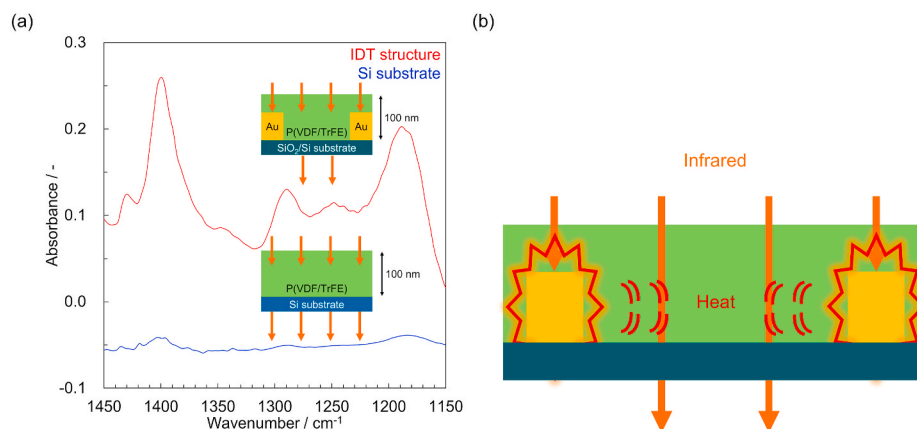 (a)
(b)
0.3
0.2
0.1
0.0
-0.1
Absorbance / -
IDT structure
Si substrate
Au
P(VDF/TrFE)
Au
SiO₂/Si substrate
100 nm
P(VDF/TrFE)
Si substrate
100 nm
1450
1400
1350
1300
1250
1200
1150
Wavenumber / cm⁻¹
Infrared
Heat